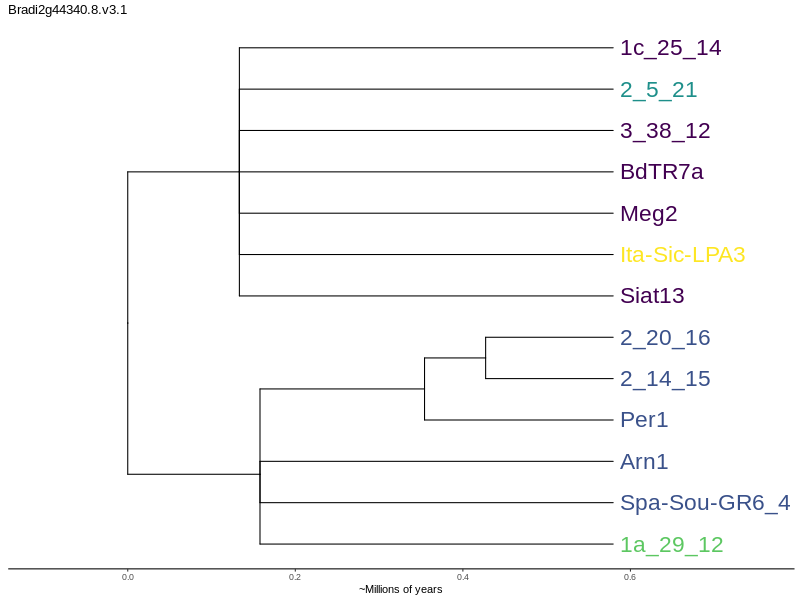 Bradi2g44340.8.v3.1
1c_25_14
2_5_21
3_38_12
BdTR7a
Meg2
Ita-Sic-LPA3
Siat13
2_20_16
2_14_15
Per1
Arn1
Spa-Sou-GR6_4
1a_29_12
0.0 0.2 0.4 0.6
~Millions of years